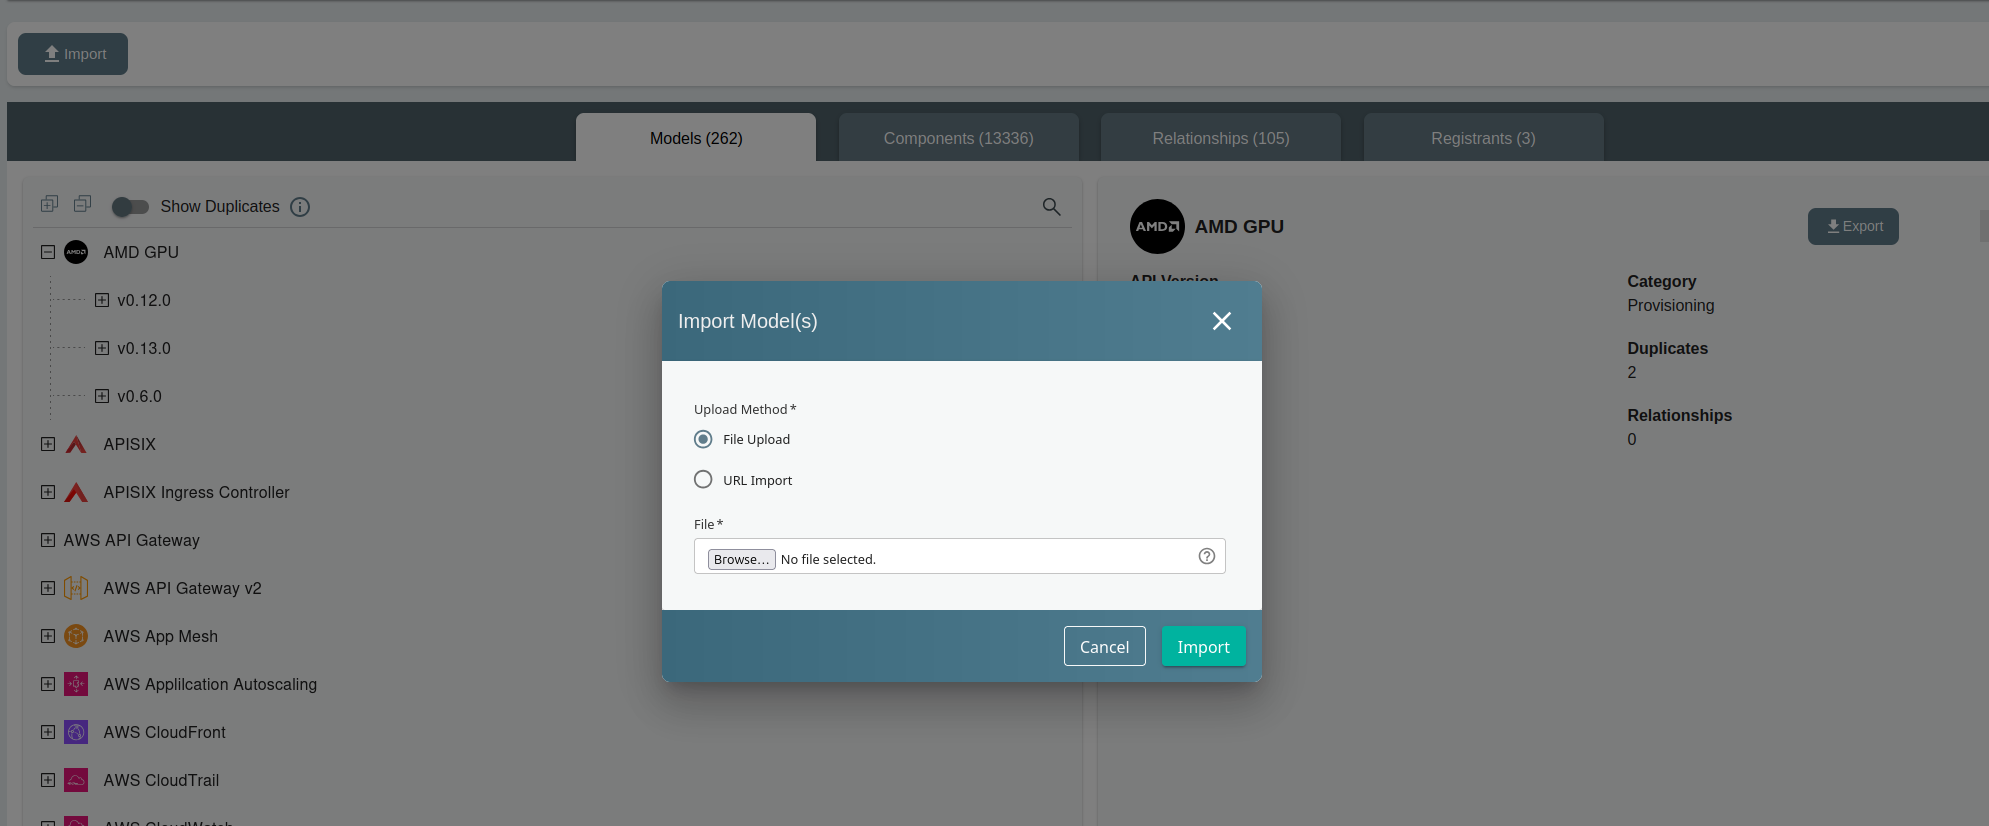 Import
Models (262)
Components (13336)
Relationships (105)
Registrants (3)
Show Duplicates
AMD GPU
v0.12.0
v0.13.0
v0.6.0
APISIX
APISIX Ingress Controller
AWS API Gateway
AWS API Gateway v2
AWS App Mesh
AWS Applilcation Autoscaling
AWS CloudFront
AWS CloudTrail
AWS CloudWatch
AMD
AMD GPU
Export
API Version
Category
Provisioning
Duplicates
2
Relationships
0
Import Model(s)
Upload Method *
File Upload
URL Import
File *
Browse... No file selected.
Cancel
Import